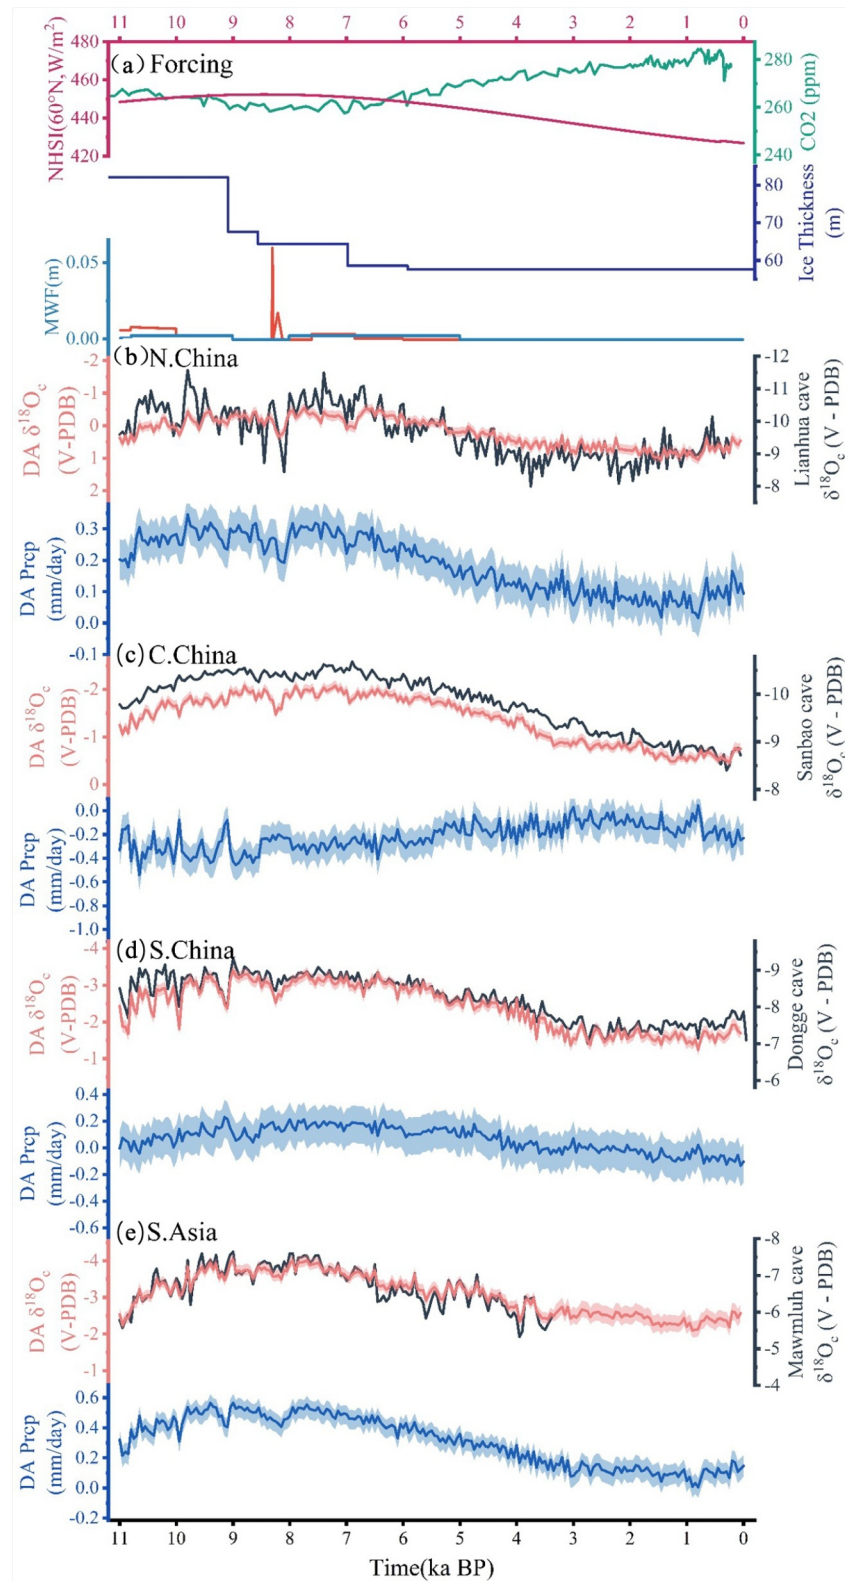 11 10 9 8 7 6 5 4 3 2 1 0
(a) Forcing
NHSI(60°N,W/m²)
480
460
440
420
CO2 (ppm)
280
260
240
Ice Thickness
(m)
80
70
60
MWF(m)
0.05
0.00
(b)N.China
DA δ¹⁸Oc
(V-PDB)
-2
-1
0
1
2
Lianhua cave
δ¹⁸Oc (V - PDB)
-12
-11
-10
-9
-8
DA Prcp
(mm/day)
0.3
0.2
0.1
0.0
-0.1
(c)C.China
DA δ¹⁸Oc
(V-PDB)
-2
-1
0
Sanbao cave
δ¹⁸Oc (V - PDB)
-10
-9
-8
DA Prcp
(mm/day)
0.0
-0.2
-0.4
-0.6
-0.8
-1.0
(d)S.China
DA δ¹⁸Oc
(V-PDB)
-4
-3
-2
-1
Dongge cave
δ¹⁸Oc (V - PDB)
-9
-8
-7
-6
DA Prcp
(mm/day)
0.4
0.2
0.0
-0.2
-0.4
-0.6
(e)S.Asia
DA δ¹⁸Oc
(V-PDB)
-4
-3
-2
-1
Mawmluh cave
δ¹⁸Oc (V - PDB)
-8
-7
-6
-5
-4
DA Prcp
(mm/day)
0.6
0.4
0.2
0.0
-0.2
11 10 9 8 7 6 5 4 3 2 1 0
Time(ka BP)